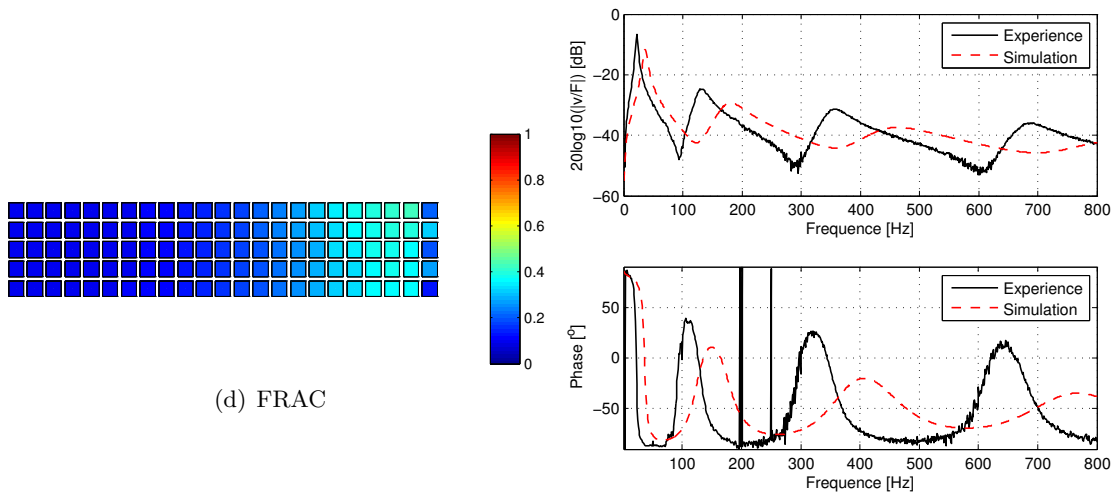 1
0.8
0.6
0.4
0.2
0
(d) FRAC
0
−20
−40
−60
20log10(|v/F|) [dB]
Experience
Simulation
0 100 200 300 400 500 600 700 800
Frequence [Hz]
50
0
−50
Phase [°]
Experience
Simulation
100 200 300 400 500 600 700 800
Frequence [Hz]